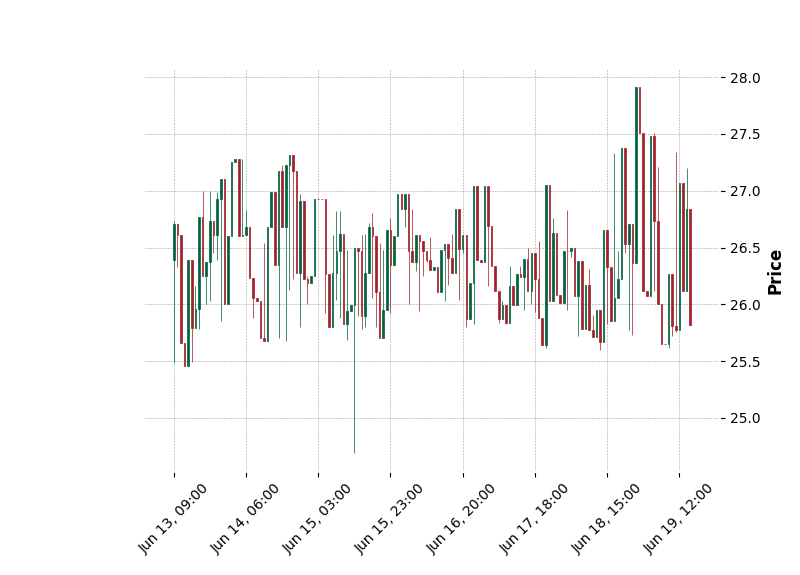 28.0
27.5
27.0
26.5
26.0
25.5
25.0
Price
Jun 13, 09:00
Jun 14, 06:00
Jun 15, 03:00
Jun 15, 23:00
Jun 16, 20:00
Jun 17, 18:00
Jun 18, 15:00
Jun 19, 12:00